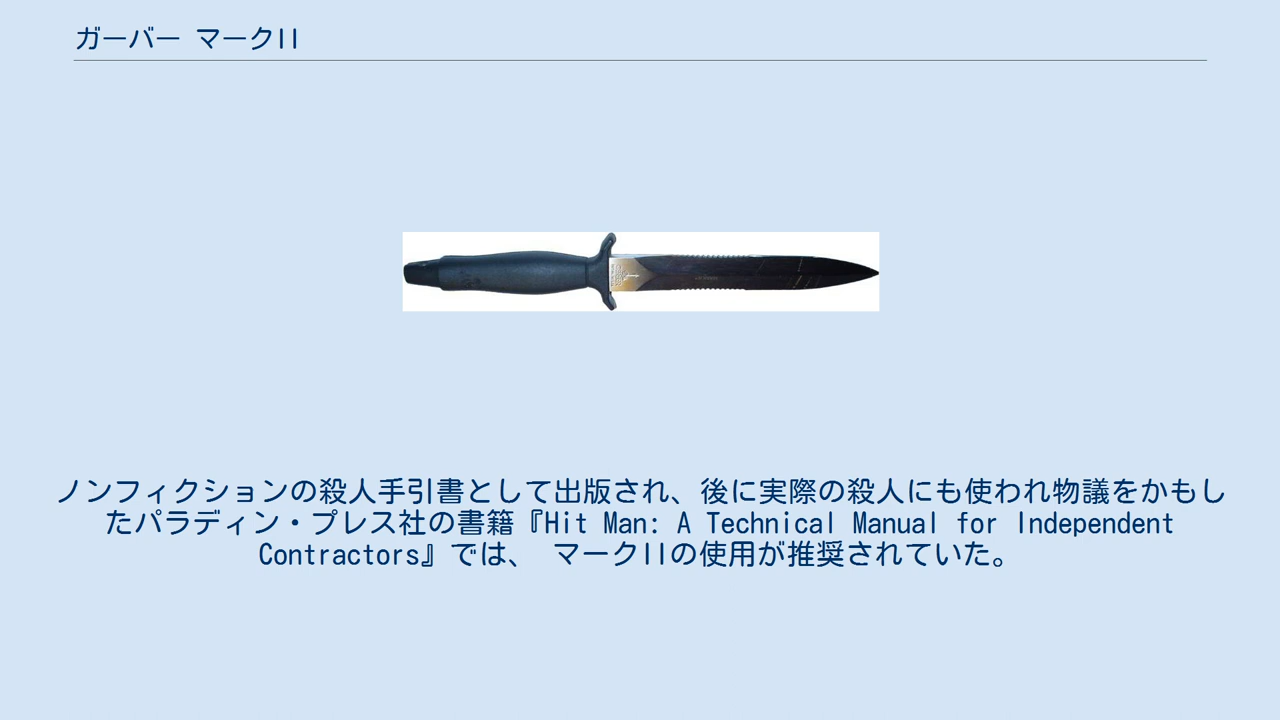 ガーバー マークII
ノンフィクションの殺人手引書として出版され、後に実際の殺人にも使われ物議をかもし
たパラディン・プレス社の書籍『Hit Man: A Technical Manual for Independent
Contractors』では、 マークIIの使用が推奨されていた。